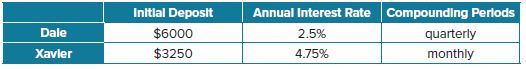 Initial Deposit Annual Interest Rate Compounding Periods
Dale $6000 2.5% quarterly
Xavier $3250 4.75% monthly